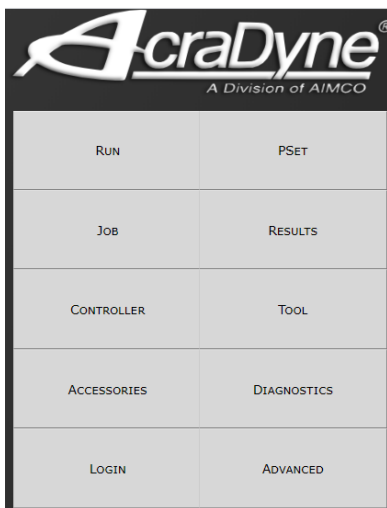 AcraDyne®
A Division of AIMCO
RUN PSET
JOB RESULTS
CONTROLLER TOOL
ACCESSORIES DIAGNOSTICS
LOGIN ADVANCED